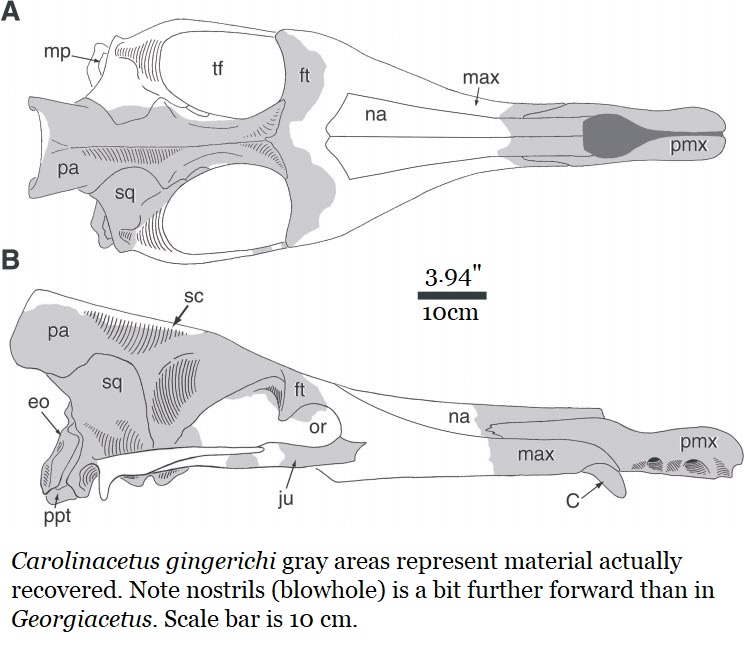 A
mp
tf
ft
max
na
pmx
pa
sq
B
3.94"
10cm
sc
pa
sq
ft
eo
or
na
pmx
max
ju
C
ppt
Carolinacetus gingerichi gray areas represent material actually
recovered. Note nostrils (blowhole) is a bit further forward than in
Georgiacetus. Scale bar is 10 cm.